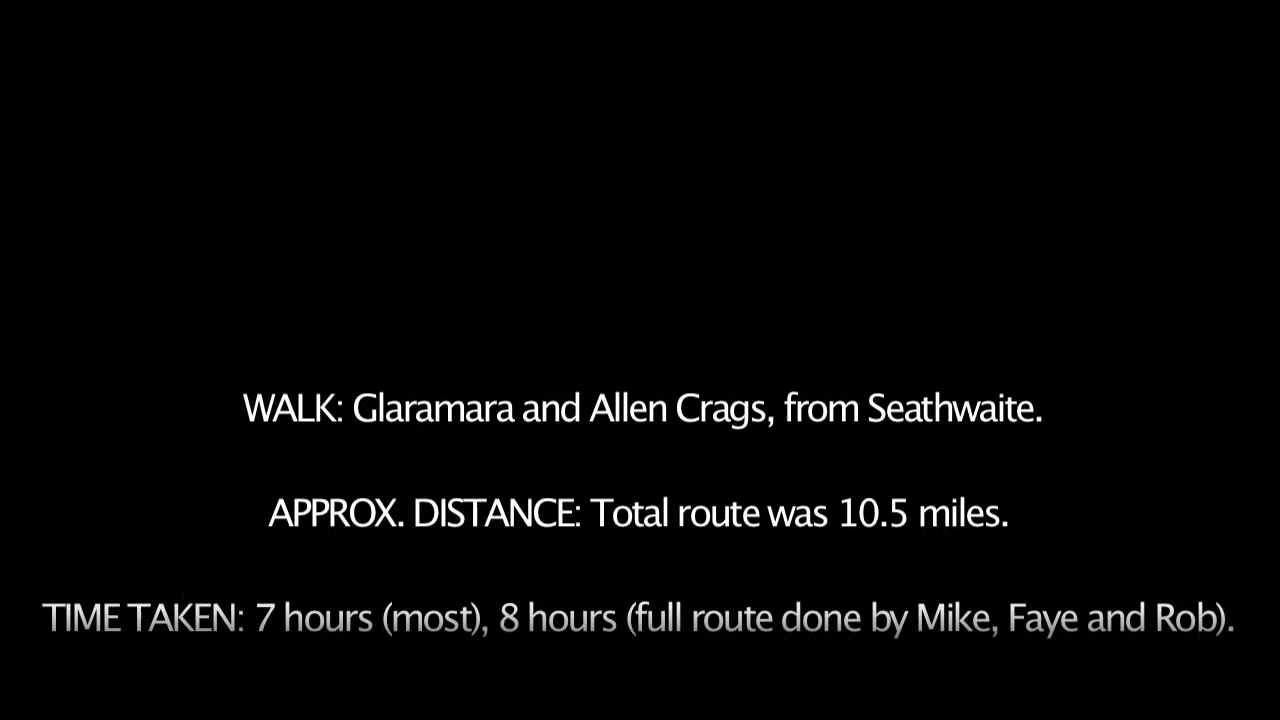 WALK: Glaramara and Allen Crags, from Seathwaite.
APPROX. DISTANCE: Total route was 10.5 miles.
TIME TAKEN: 7 hours (most), 8 hours (full route done by Mike, Faye and Rob).